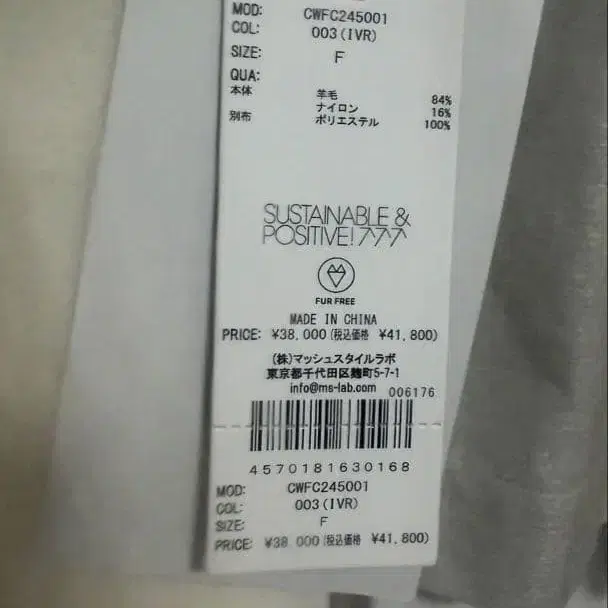 MOD: CWFC245001
COL: 003(IVR)
SIZE: F
QUA:
本体 羊毛 84%
ナイロン 16%
別布 ポリエステル 100%
SUSTAINABLE &
POSITIVE! 777
FUR FREE
MADE IN CHINA
PRICE: ¥38,000(税込価格 ¥41,800)
(株)マッシュスタイルラボ
東京都千代田区麹町5-7-1
info@ms-lab.com 006176
4570181630168
MOD: CWFC245001
COL: 003(IVR)
SIZE: F
PRICE: ¥38,000(税込価格 ¥41,800)